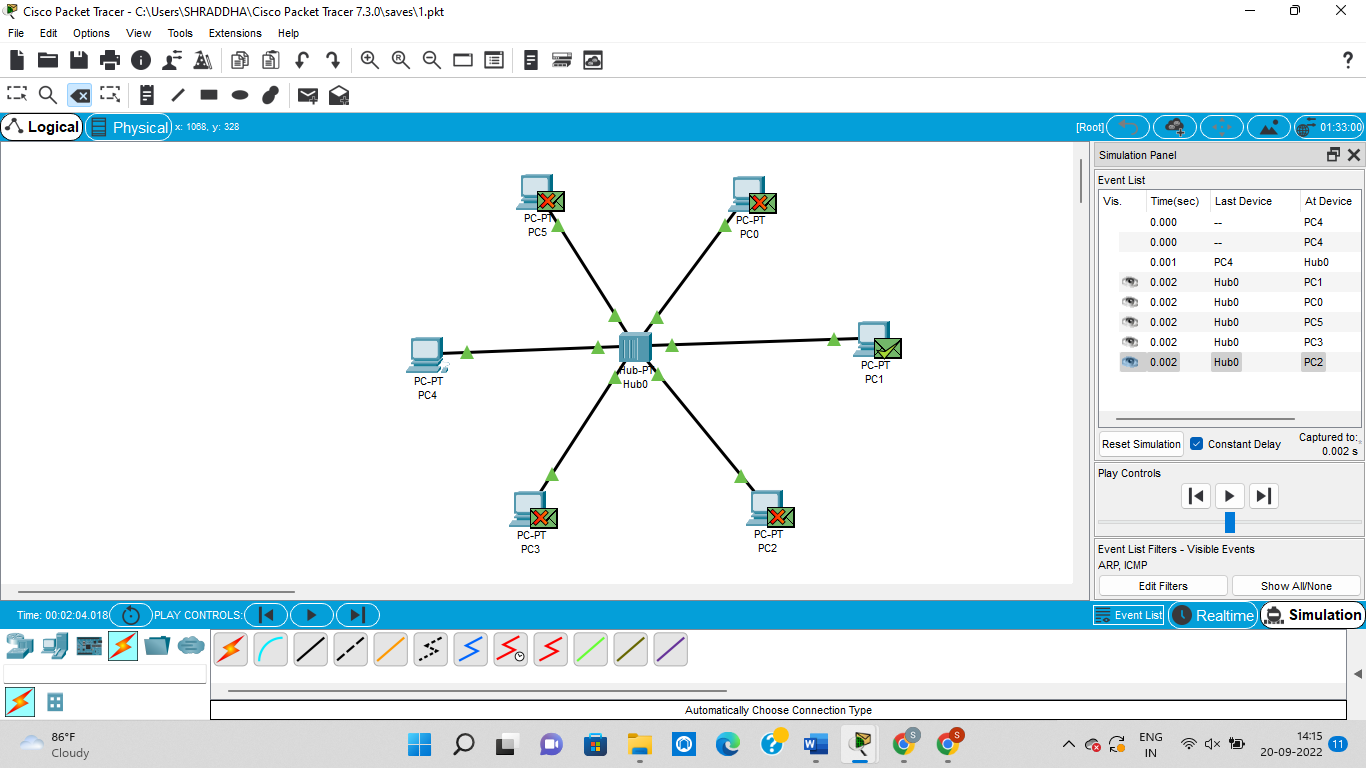 Cisco Packet Tracer - C:\Users\SHRADDHA\Cisco Packet Tracer 7.3.0\saves\1.pkt
File Edit Options View Tools Extensions Help
Logical Physical x: 1068, y: 328 [Root] 01:33:00
Simulation Panel
Event List
Vis. Time(sec) Last Device At Device
0.000 -- PC4
0.000 -- PC4
0.001 PC4 Hub0
0.002 Hub0 PC1
0.002 Hub0 PC0
0.002 Hub0 PC5
0.002 Hub0 PC3
0.002 Hub0 PC2
Reset Simulation Constant Delay Captured to:
0.002 s
Play Controls
Event List Filters - Visible Events
ARP, ICMP
Edit Filters Show All/None
PC-PT
PC5
PC-PT
PC0
PC-PT
PC4
Hub-PT
Hub0
PC-PT
PC1
PC-PT
PC3
PC-PT
PC2
Time: 00:02:04.018 PLAY CONTROLS: Event List Realtime Simulation
Automatically Choose Connection Type
86°F
Cloudy
ENG
IN
14:15
20-09-2022
11